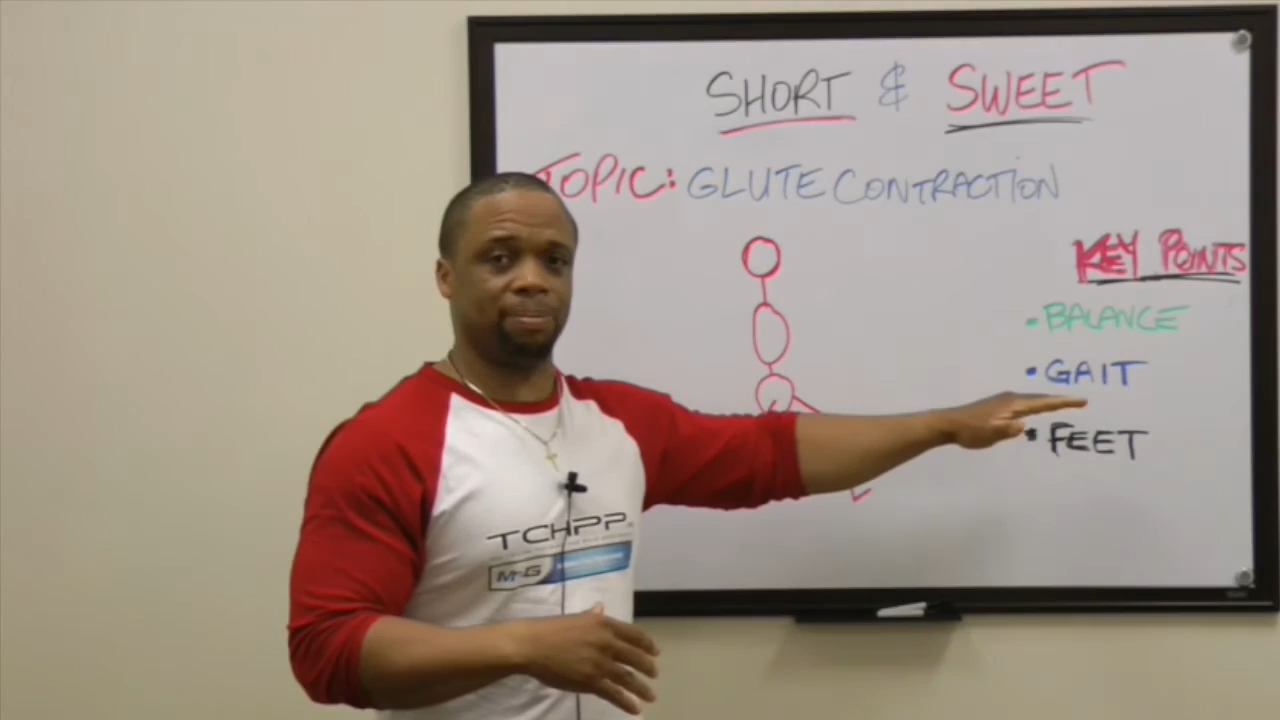 SHORT & SWEET
TOPIC: GLUTE CONTRACTION
KEY POINTS
• BALANCE
• GAIT
• FEET
TCHPP
M-G